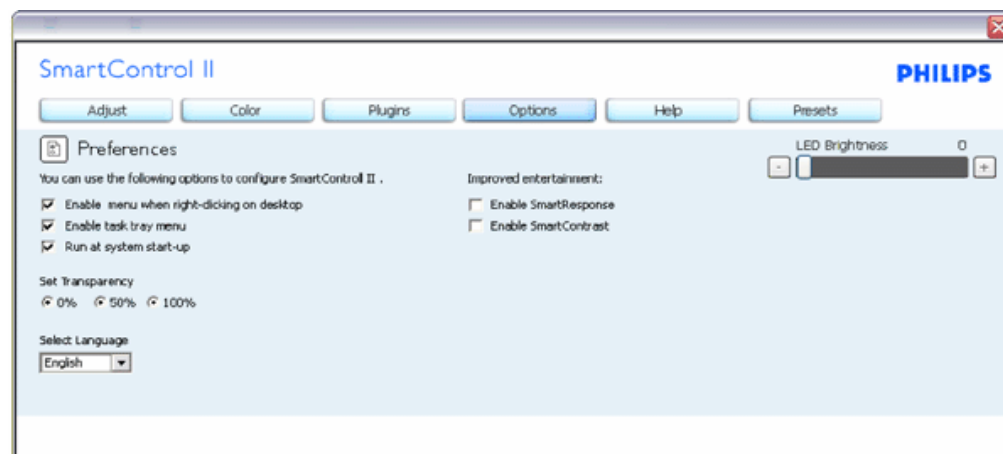 SmartControl II
PHILIPS
Adjust Color Plugins Options Help Presets
Preferences
LED Brightness 0
- +
You can use the following options to configure SmartControl II .
Improved entertainment:
Enable menu when right-clicking on desktop
Enable SmartResponse
Enable task tray menu
Enable SmartContrast
Run at system start-up
Set Transparency
0% 50% 100%
Select Language
English